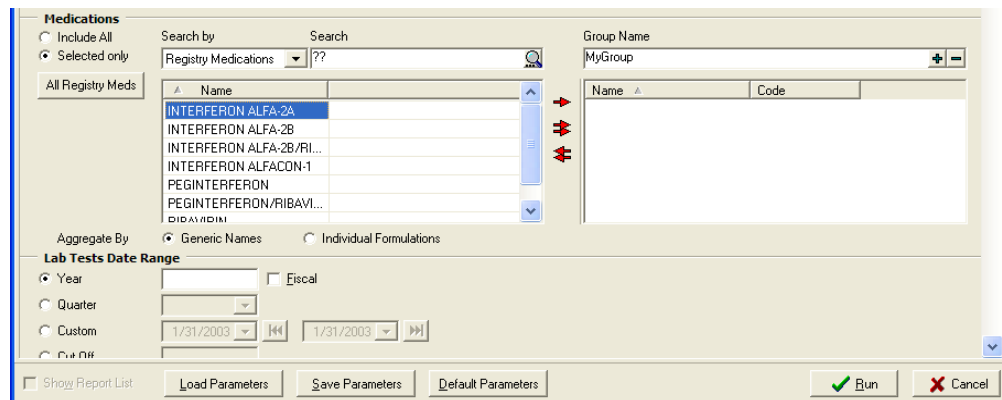 Medications
Include All
Search by Search Group Name
Selected only Registry Medications ?? MyGroup
All Registry Meds Name Name Code
INTERFERON ALFA-2A
INTERFERON ALFA-2B
INTERFERON ALFA-2B/RI...
INTERFERON ALFACON-1
PEGINTERFERON
PEGINTERFERON/RIBAVI...
RIBAVIRIN
Aggregate By Generic Names Individual Formulations
Lab Tests Date Range
Year Fiscal
Quarter
Custom 1/31/2003 1/31/2003
Cut Off
Show Report List Load Parameters Save Parameters Default Parameters Run Cancel